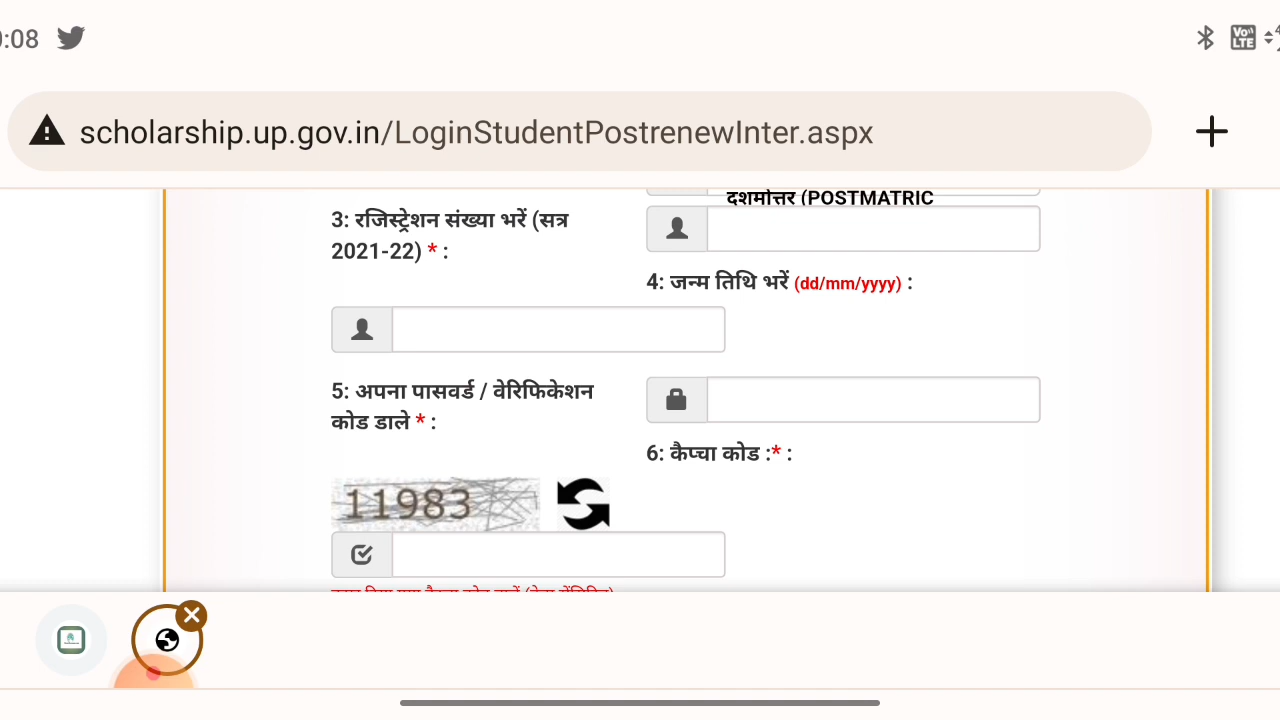 :08
VoLTE
scholarship.up.gov.in/LoginStudentPostrenewInter.aspx
दशमोत्तर (POSTMATRIC
3: रजिस्ट्रेशन संख्या भरें (सत्र
2021-22) * :
4: जन्म तिथि भरें (dd/mm/yyyy) :
5: अपना पासवर्ड / वेरिफिकेशन
कोड डाले * :
6: कैप्चा कोड :* :
11983